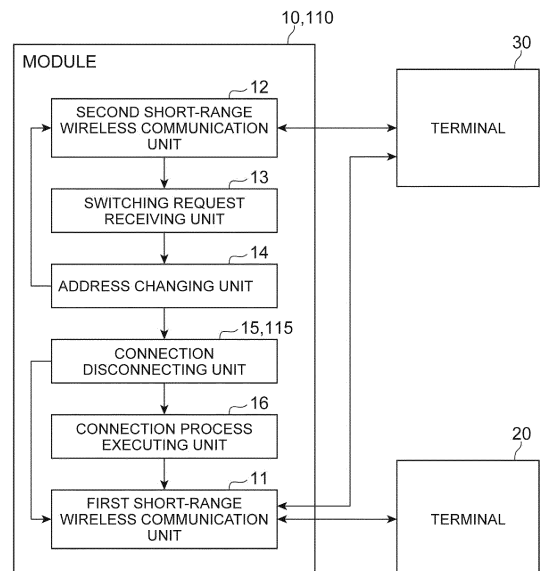 10,110
MODULE
12
SECOND SHORT-RANGE
WIRELESS COMMUNICATION
UNIT
13
SWITCHING REQUEST
RECEIVING UNIT
14
ADDRESS CHANGING UNIT
15,115
CONNECTION
DISCONNECTING UNIT
16
CONNECTION PROCESS
EXECUTING UNIT
11
FIRST SHORT-RANGE
WIRELESS COMMUNICATION
UNIT
30
TERMINAL
20
TERMINAL